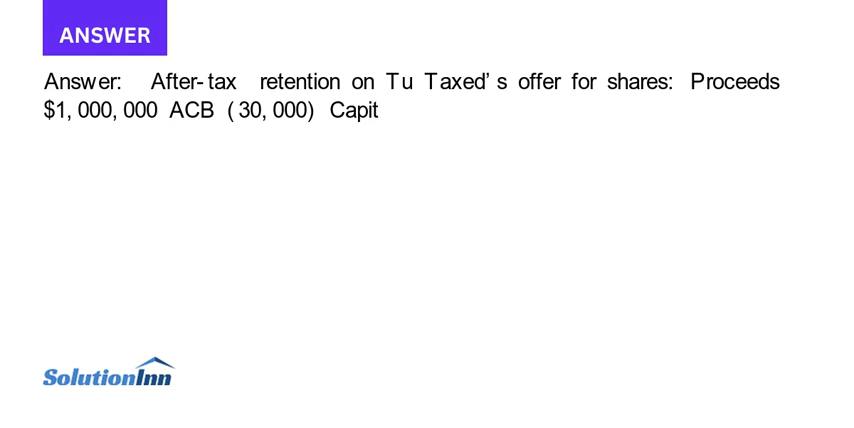 ANSWER
Answer: After- tax retention on Tu Taxed’ s offer for shares: Proceeds
$1, 000, 000 ACB ( 30, 000) Capit
SolutionInn